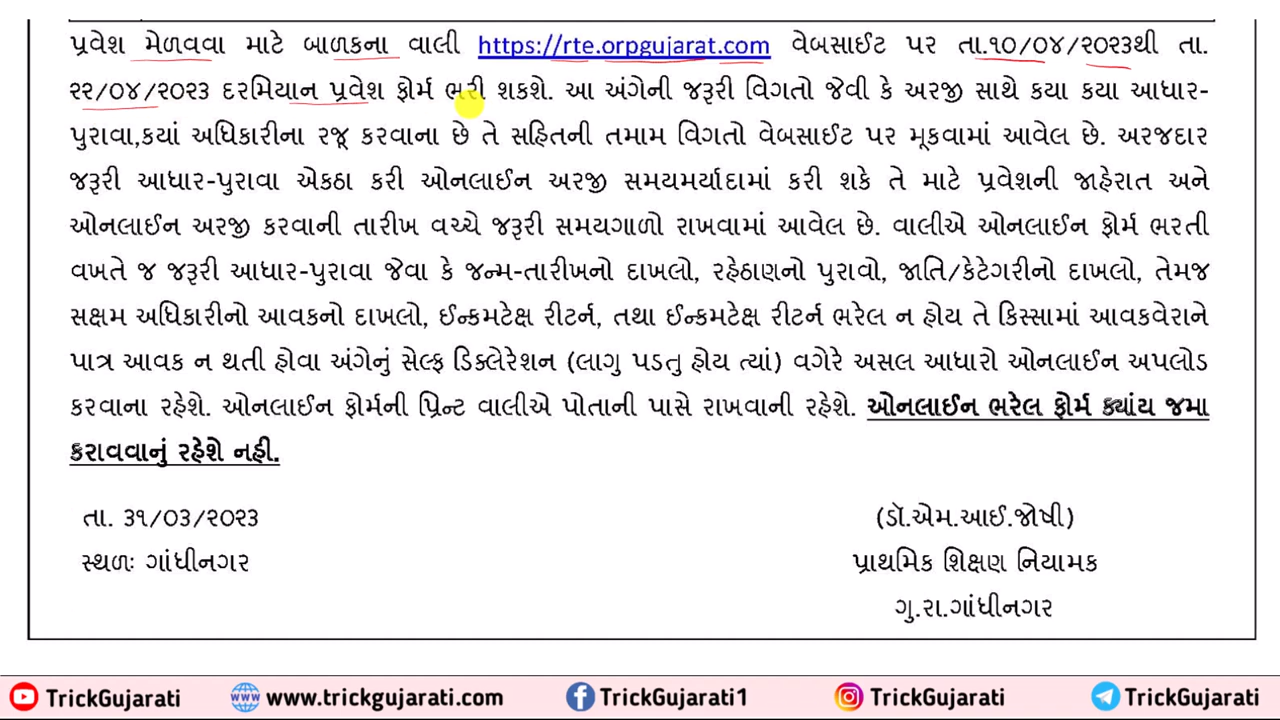 પ્રવેશ મેળવવા માટે બાળકના વાલી https://rte.orpgujarat.com વેબસાઈટ પર તા.૧૦/૦૪/૨૦૨૩થી તા.
૨૨/૦૪/૨૦૨૩ દરમિયાન પ્રવેશ ફોર્મ ભરી શકશે. આ અંગેની જરૂરી વિગતો જેવી કે અરજી સાથે કયા કયા આધાર-
પુરાવા,કયાં અધિકારીના રજૂ કરવાના છે તે સહિતની તમામ વિગતો વેબસાઈટ પર મૂકવામાં આવેલ છે. અરજદાર
જરૂરી આધાર-પુરાવા એકઠા કરી ઓનલાઈન અરજી સમયમર્યાદામાં કરી શકે તે માટે પ્રવેશની જાહેરાત અને
ઓનલાઈન અરજી કરવાની તારીખ વચ્ચે જરૂરી સમયગાળો રાખવામાં આવેલ છે. વાલીએ ઓનલાઈન ફોર્મ ભરતી
વખતે જ જરૂરી આધાર-પુરાવા જેવા કે જન્મ-તારીખનો દાખલો, રહેઠાણનો પુરાવો, જાતિ/કેટેગરીનો દાખલો, તેમજ
સક્ષમ અધિકારીનો આવકનો દાખલો, ઈન્કમટેક્ષ રીટર્ન, તથા ઈન્કમટેક્ષ રીટર્ન ભરેલ ન હોય તે કિસ્સામાં આવકવેરાને
પાત્ર આવક ન થતી હોવા અંગેનું સેલ્ફ ડિક્લેરેશન (લાગુ પડતુ હોય ત્યાં) વગેરે અસલ આધારો ઓનલાઈન અપલોડ
કરવાના રહેશે. ઓનલાઈન ફોર્મની પ્રિન્ટ વાલીએ પોતાની પાસે રાખવાની રહેશે. ઓનલાઈન ભરેલ ફોર્મ ક્યાંય જમા
કરાવવાનું રહેશે નહી.
તા. ૩૧/૦૩/૨૦૨૩ (ડૉ.એમ.આઈ.જોષી)
સ્થળઃ ગાંધીનગર પ્રાથમિક શિક્ષણ નિયામક
ગુ.રા.ગાંધીનગર
TrickGujarati www.trickgujarati.com TrickGujarati1 TrickGujarati TrickGujarati